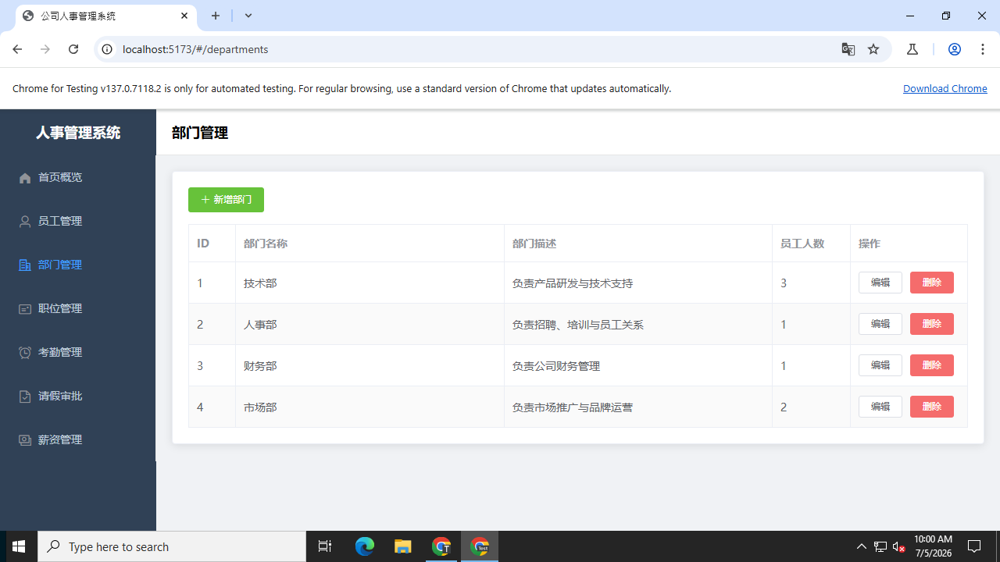 公司人事管理系统
localhost:5173/#/departments
Chrome for Testing v137.0.7118.2 is only for automated testing. For regular browsing, use a standard version of Chrome that updates automatically.
Download Chrome
人事管理系统
部门管理
首页概览
员工管理
部门管理
职位管理
考勤管理
请假审批
薪资管理
新增部门
ID 部门名称 部门描述 员工人数 操作
1 技术部 负责产品研发与技术支持 3 编辑 删除
2 人事部 负责招聘、培训与员工关系 1 编辑 删除
3 财务部 负责公司财务管理 1 编辑 删除
4 市场部 负责市场推广与品牌运营 2 编辑 删除
Type here to search
T
Test
10:00 AM
7/5/2026